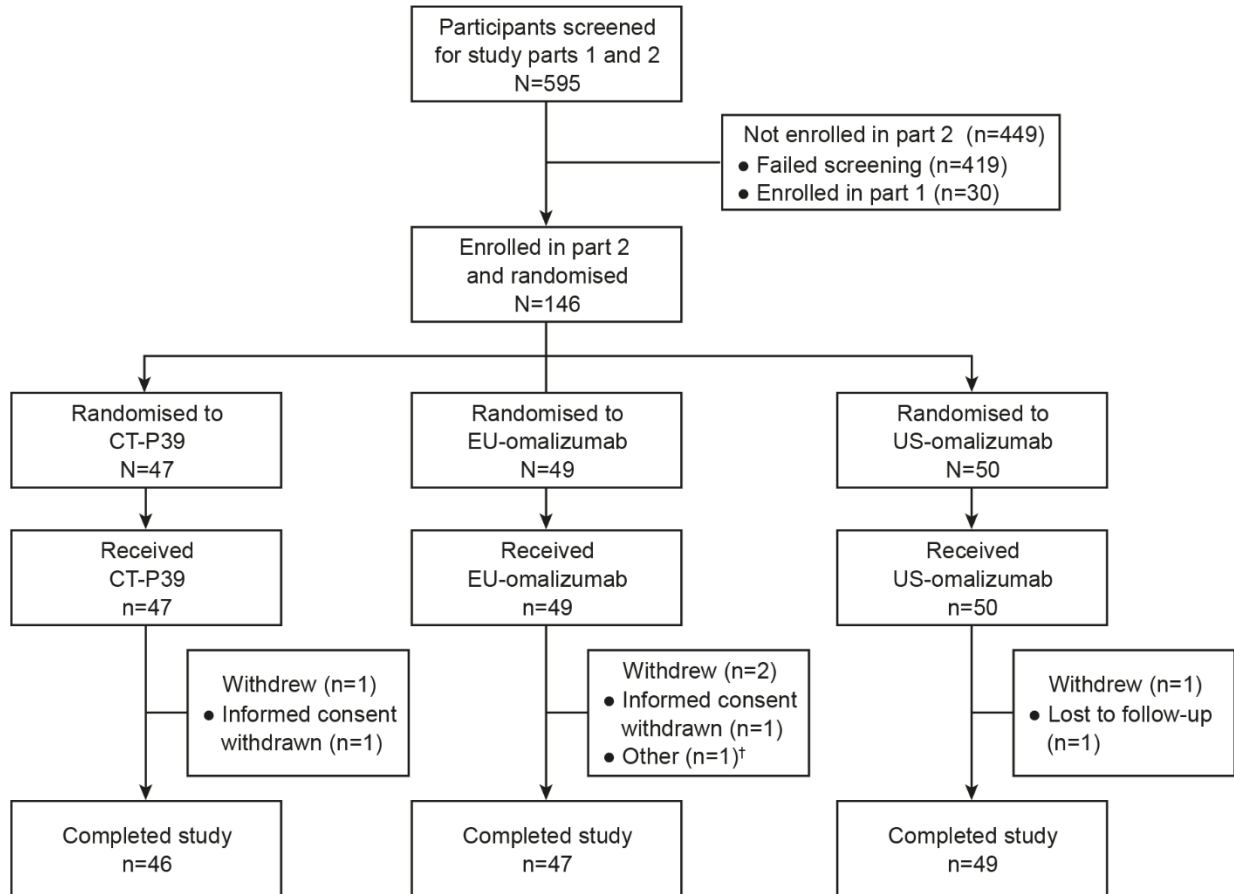 Participants screened
for study parts 1 and 2
N=595
Not enrolled in part 2 (n=449)
● Failed screening (n=419)
● Enrolled in part 1 (n=30)
Enrolled in part 2
and randomised
N=146
Randomised to
CT-P39
N=47
Randomised to
EU-omalizumab
N=49
Randomised to
US-omalizumab
N=50
Received
CT-P39
n=47
Received
EU-omalizumab
n=49
Received
US-omalizumab
n=50
Withdrew (n=1)
● Informed consent
withdrawn (n=1)
Withdrew (n=2)
● Informed consent
withdrawn (n=1)
● Other (n=1)†
Withdrew (n=1)
● Lost to follow-up
(n=1)
Completed study
n=46
Completed study
n=47
Completed study
n=49